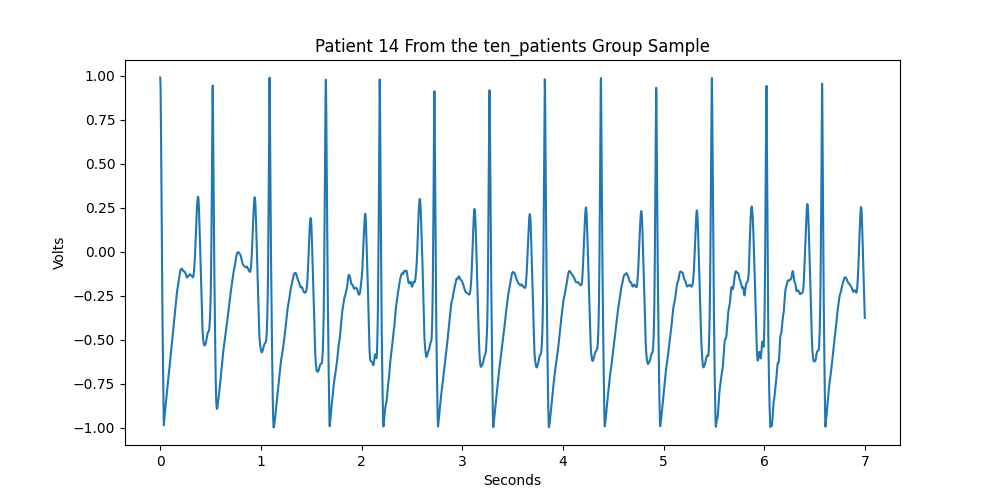 Patient 14 From the ten_patients Group Sample
1.00
0.75
0.50
0.25
0.00
−0.25
−0.50
−0.75
−1.00
Volts
0 1 2 3 4 5 6 7
Seconds